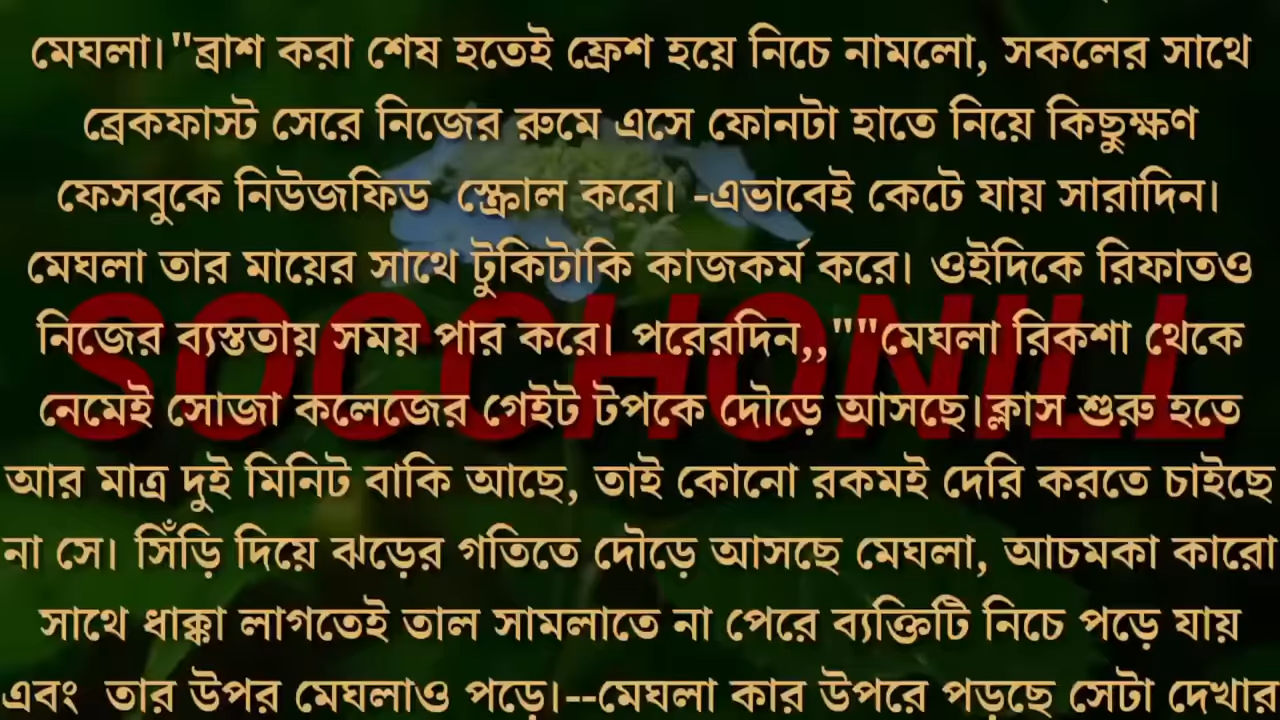 মেঘলা।"ব্রাশ করা শেষ হতেই ফ্রেশ হয়ে নিচে নামলো, সকলের সাথে
ব্রেকফাস্ট সেরে নিজের রুমে এসে ফোনটা হাতে নিয়ে কিছুক্ষণ
ফেসবুকে নিউজফিড  স্ক্রোল করে। -এভাবেই কেটে যায় সারাদিন।
মেঘলা তার মায়ের সাথে টুকিটাকি কাজকর্ম করে। ওইদিকে রিফাতও
নিজের ব্যস্ততায় সময় পার করে। পরেরদিন,,""মেঘলা রিকশা থেকে
SOCCHONILL
নেমেই সোজা কলেজের গেইট টপকে দৌড়ে আসছে।ক্লাস শুরু হতে
আর মাত্র দুই মিনিট বাকি আছে, তাই কোনো রকমই দেরি করতে চাইছে
না সে। সিঁড়ি দিয়ে ঝড়ের গতিতে দৌড়ে আসছে মেঘলা, আচমকা কারো
সাথে ধাক্কা লাগতেই তাল সামলাতে না পেরে ব্যক্তিটি নিচে পড়ে যায়
এবং  তার উপর মেঘলাও পড়ে।--মেঘলা কার উপরে পড়ছে সেটা দেখার